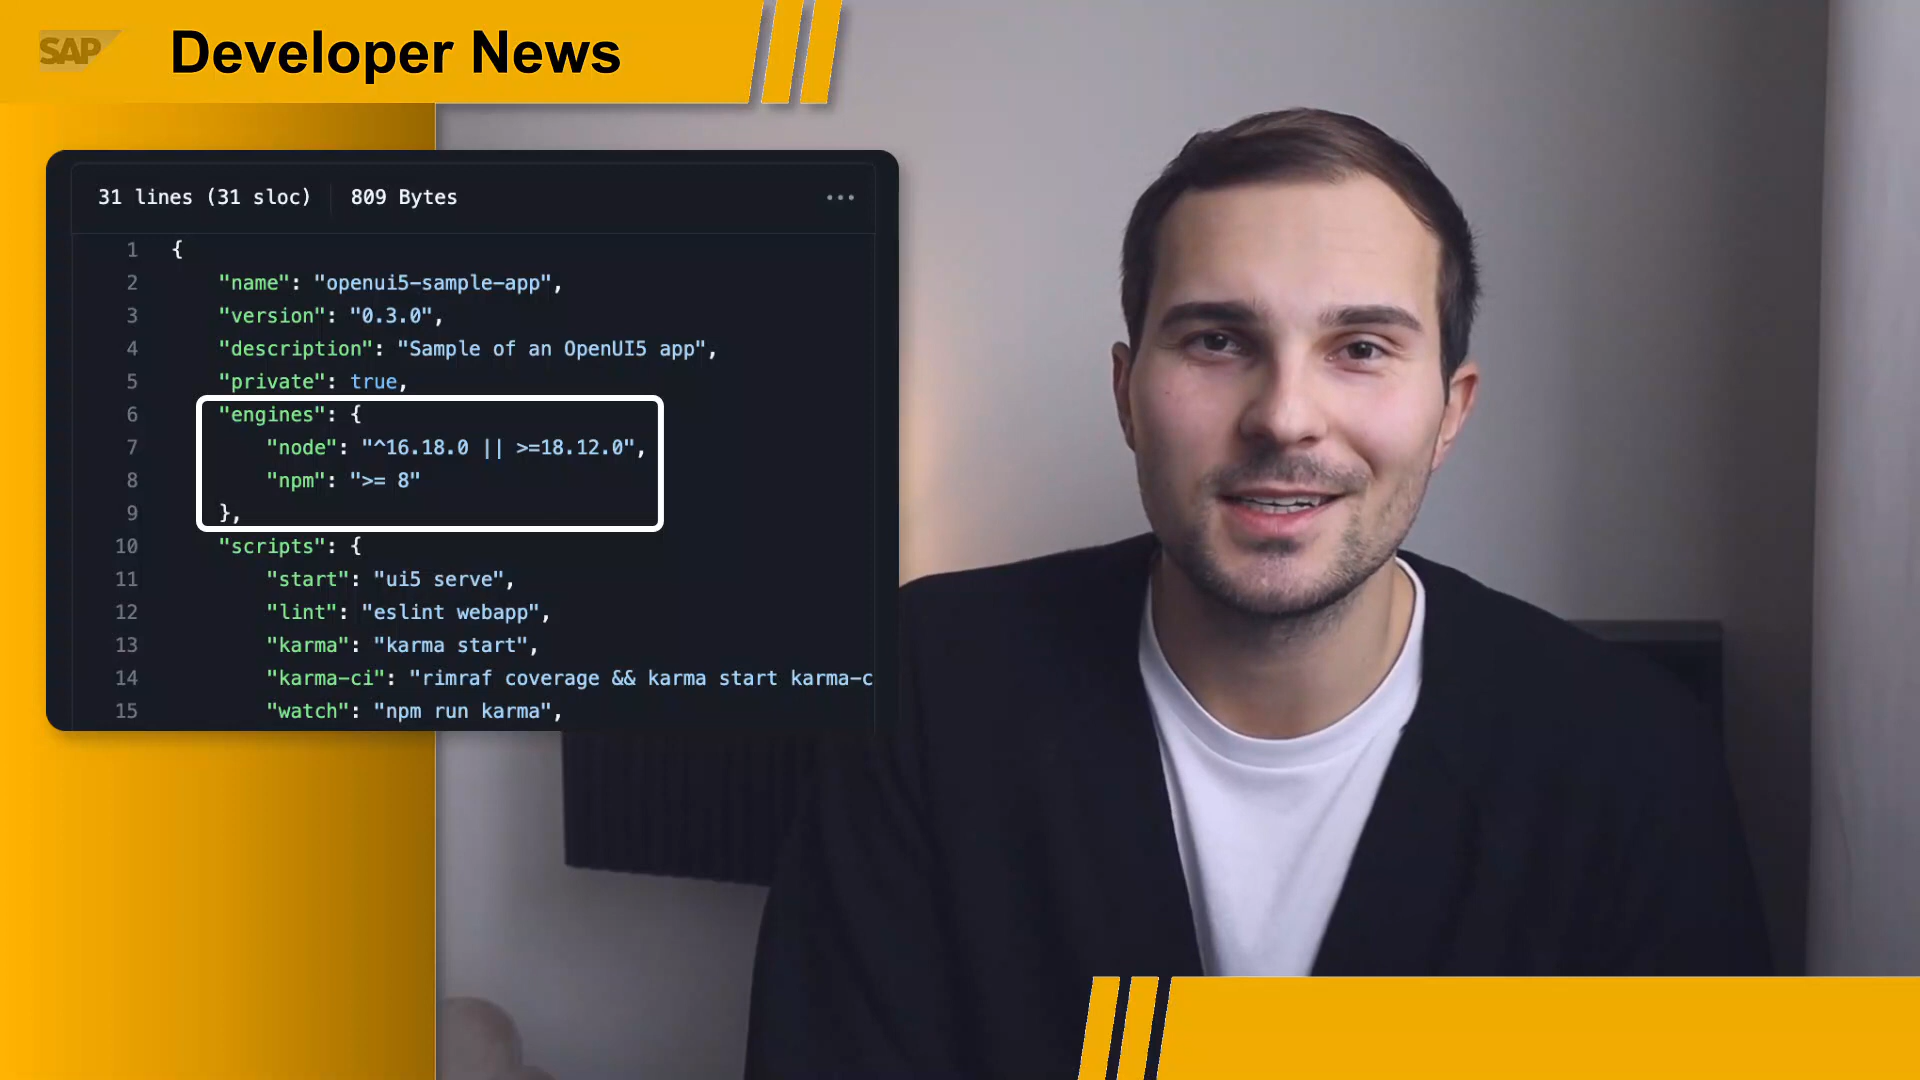 SAP
Developer News
31 lines (31 sloc) 809 Bytes
1 {
2 "name": "openui5-sample-app",
3 "version": "0.3.0",
4 "description": "Sample of an OpenUI5 app",
5 "private": true,
6 "engines": {
7 "node": "^16.18.0 || >=18.12.0",
8 "npm": ">= 8"
9 },
10 "scripts": {
11 "start": "ui5 serve",
12 "lint": "eslint webapp",
13 "karma": "karma start",
14 "karma-ci": "rimraf coverage && karma start karma-c
15 "watch": "npm run karma",